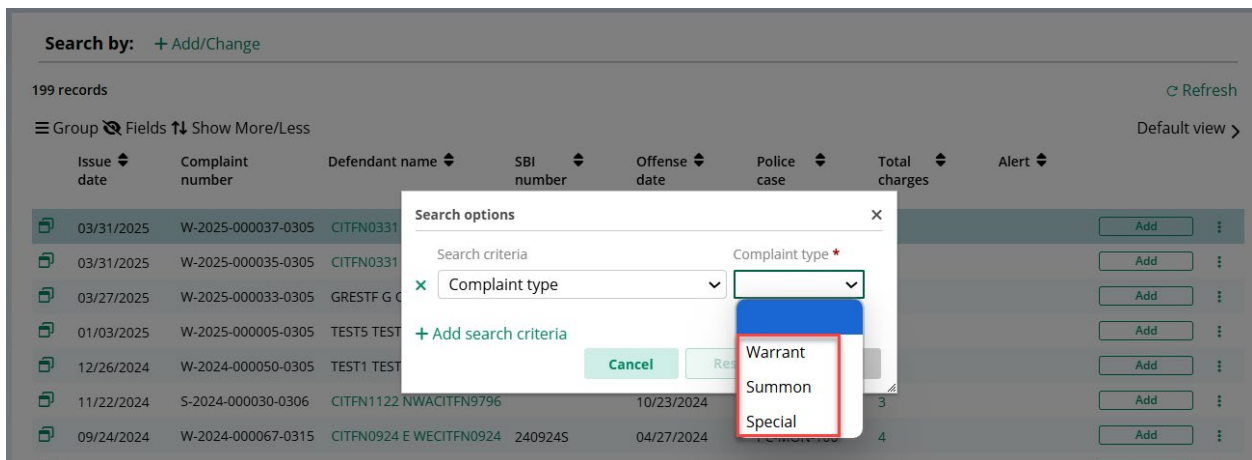 Search by: + Add/Change
199 records
Refresh
Group Fields Show More/Less
Default view
Issue date
Complaint number
Defendant name
SBI number
Offense date
Police case
Total charges
Alert
03/31/2025 W-2025-000037-0305 CITFN0331 Add
03/31/2025 W-2025-000035-0305 CITFN0331 Add
03/27/2025 W-2025-000033-0305 GRESTF G Add
01/03/2025 W-2025-000005-0305 TEST5 TEST Add
12/26/2024 W-2024-000050-0305 TEST1 TEST Add
11/22/2024 S-2024-000030-0306 CITFN1122 NWACITFN9796 10/23/2024 3 Add
09/24/2024 W-2024-000067-0315 CITFN0924 E WECITFN0924 240924S 04/27/2024 4 Add
Search options
Search criteria
Complaint type *
Complaint type
+ Add search criteria
Cancel
Warrant
Summon
Special